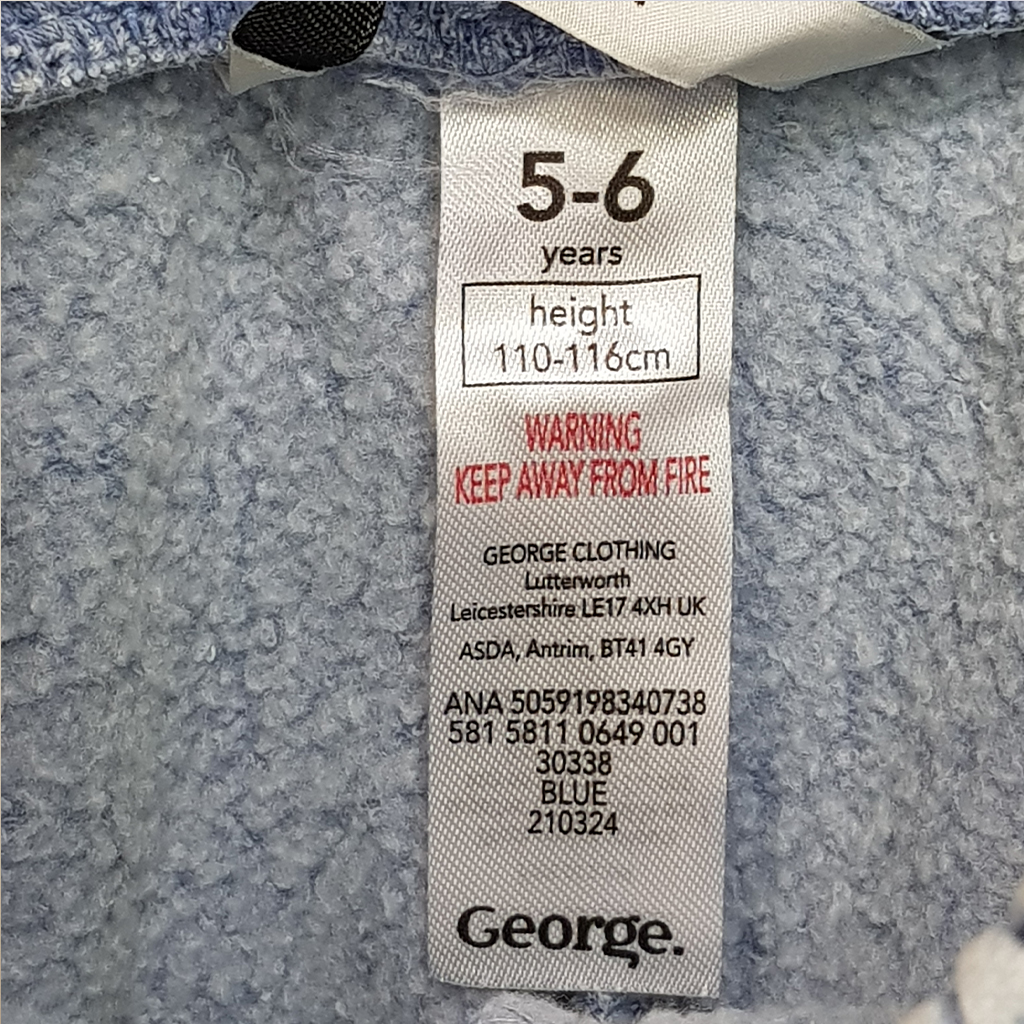 5-6
years
height
110-116cm
WARNING
KEEP AWAY FROM FIRE
GEORGE CLOTHING
Lutterworth
Leicestershire LE17 4XH UK
ASDA, Antrim, BT41 4GY
ANA 5059198340738
581 5811 0649 001
30338
BLUE
210324
George.